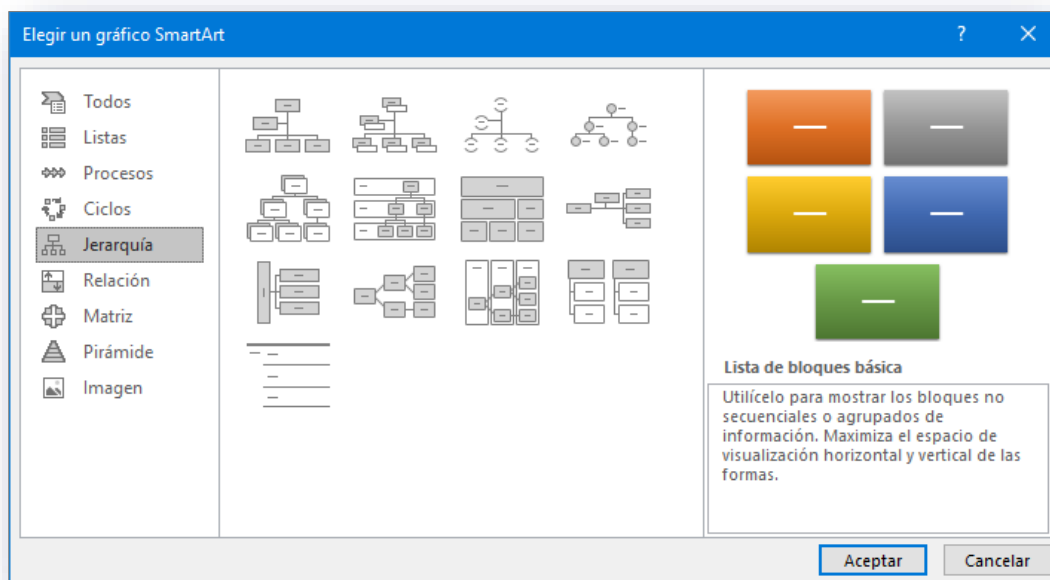 Elegir un gráfico SmartArt
?
Todos
Listas
Procesos
Ciclos
Jerarquía
Relación
Matriz
Pirámide
Imagen
Lista de bloques básica
Utilícelo para mostrar los bloques no
secuenciales o agrupados de
información. Maximiza el espacio de
visualización horizontal y vertical de las
formas.
Aceptar
Cancelar